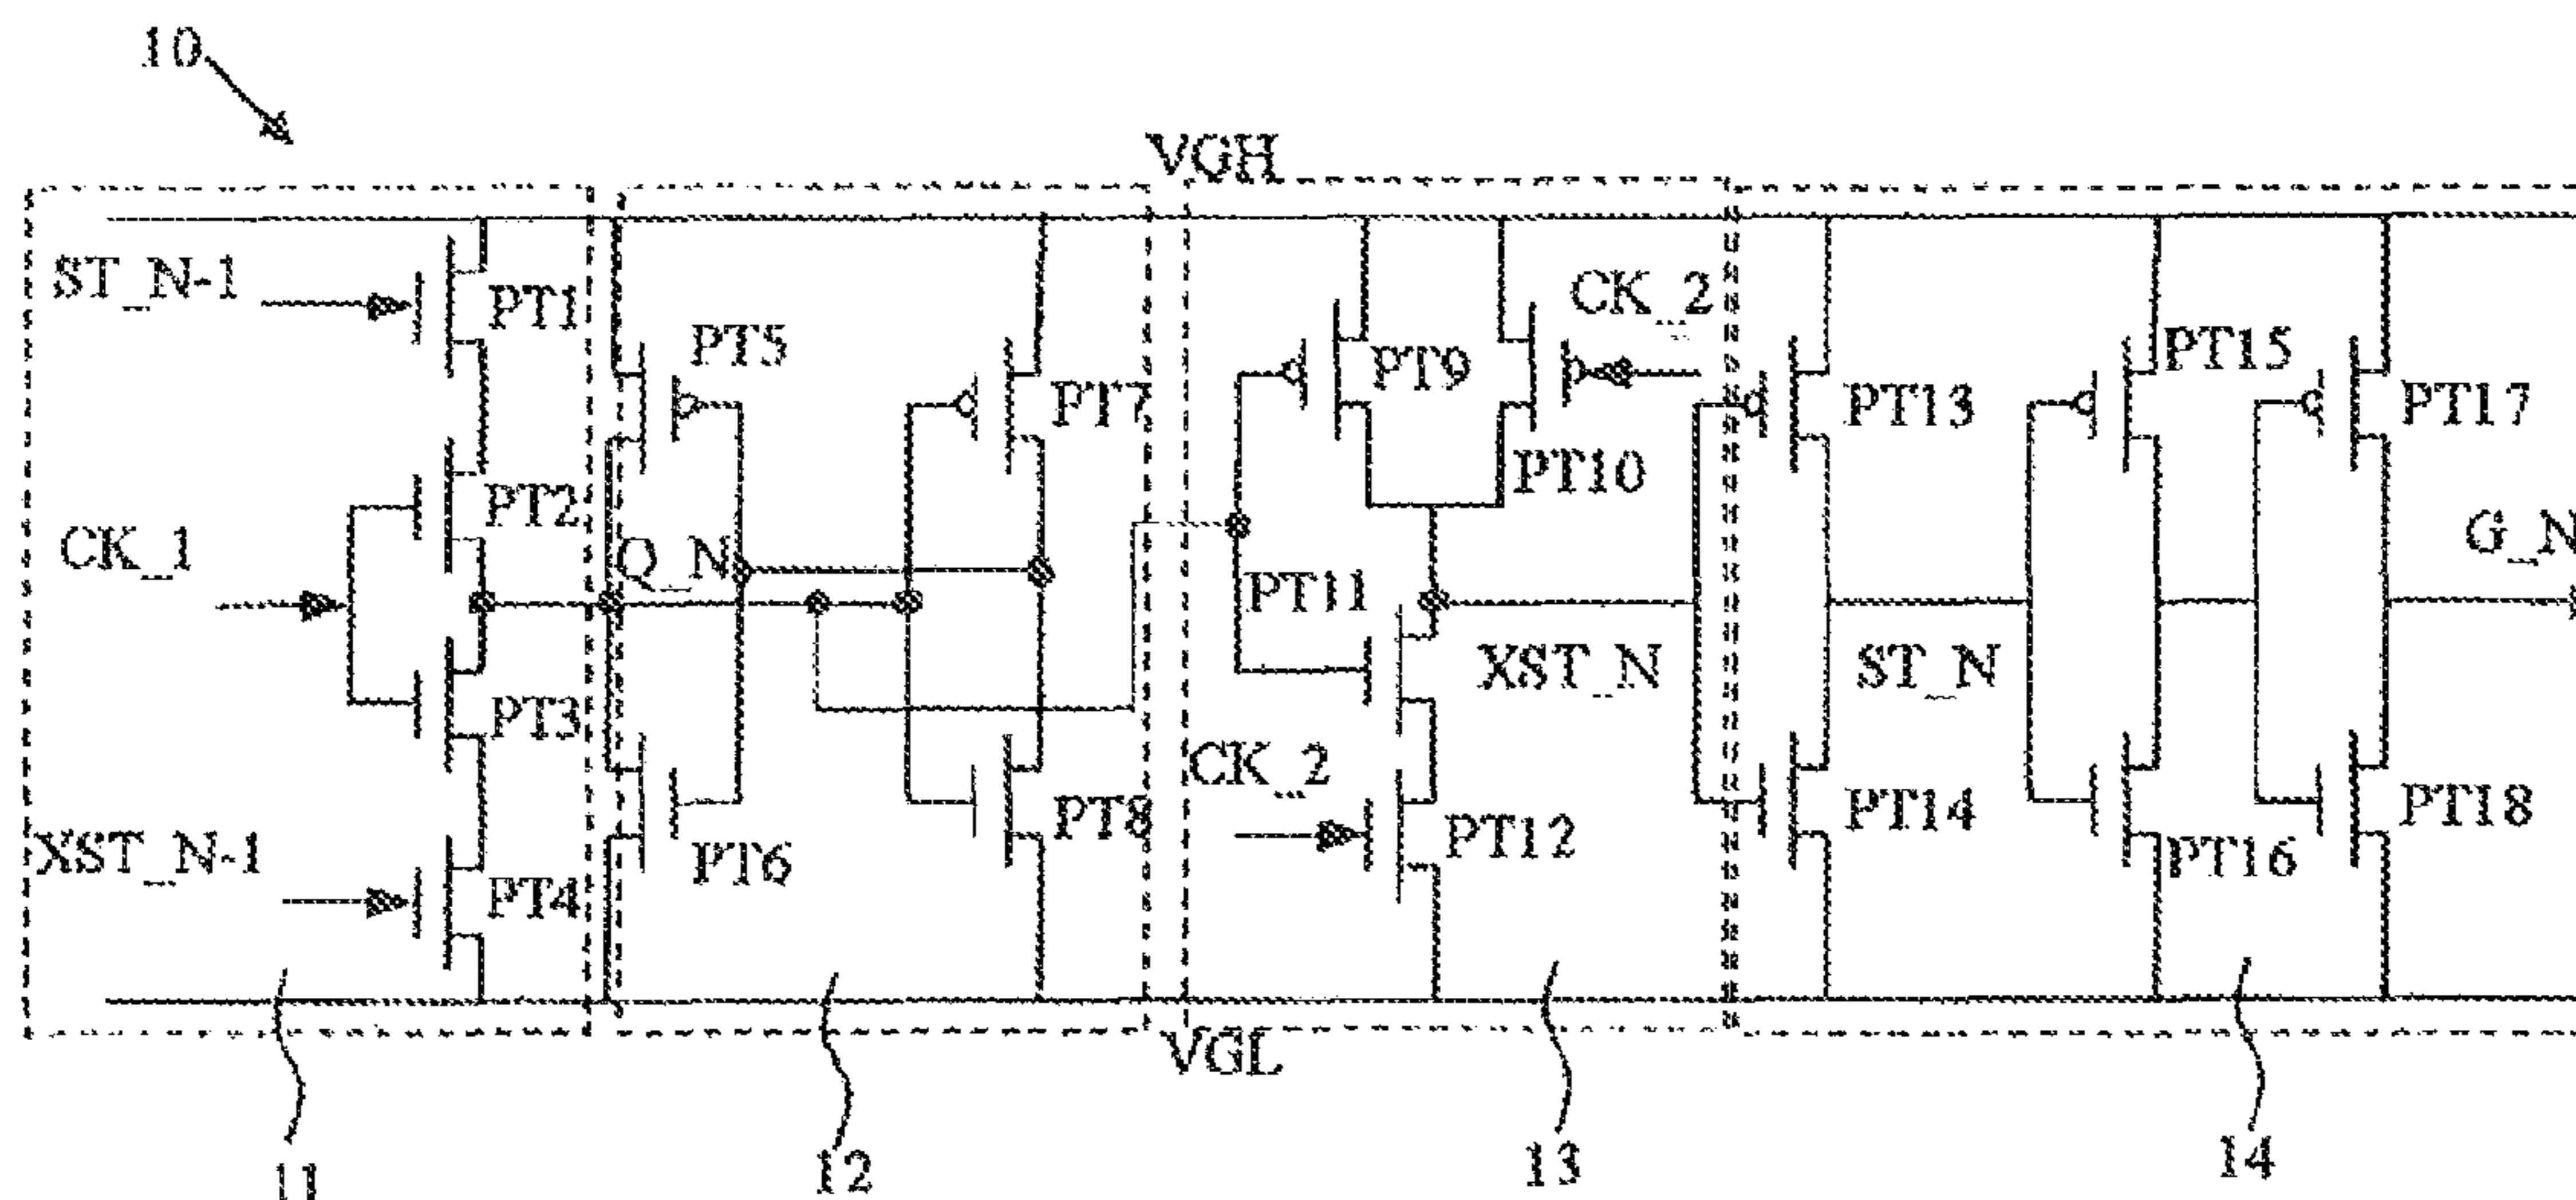 10
VGH
ST_N-1
PT1
PT5
PT7
PT9
CK_2
PT10
PT13
PT15
PT17
CK_1
PT2
Q_N
PT11
G_N
PT3
XST_N
ST_N
CK_2
XST_N-1
PT4
PT6
PT8
PT12
PT14
PT16
PT18
VGL
11
12
13
14